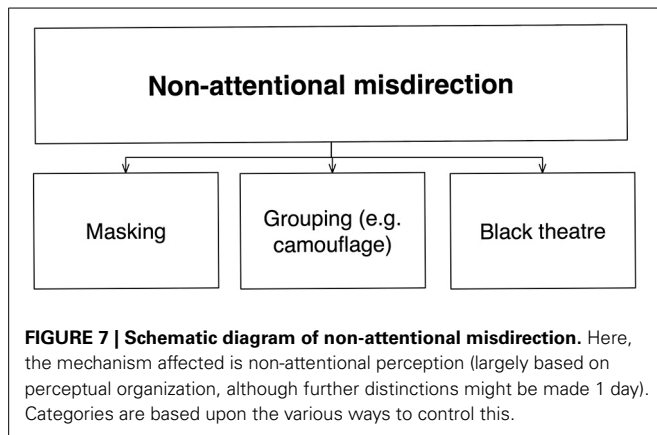 Non-attentional misdirection
Masking
Grouping (e.g.
camouflage)
Black theatre
FIGURE 7 | Schematic diagram of non-attentional misdirection. Here,
the mechanism affected is non-attentional perception (largely based on
perceptual organization, although further distinctions might be made 1 day).
Categories are based upon the various ways to control this.